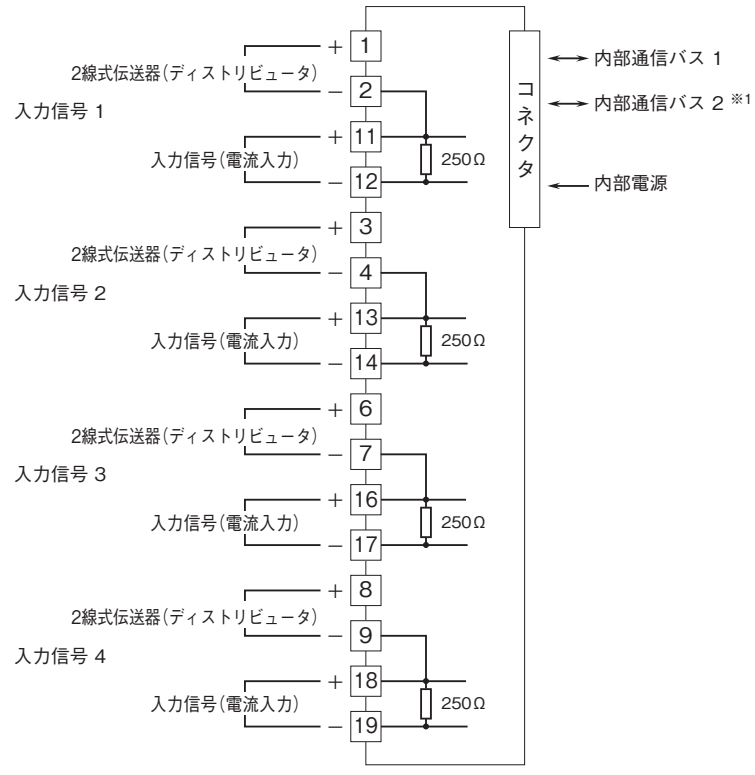 + 1
2線式伝送器(ディストリビュータ)
− 2
入力信号 1
+ 11
入力信号(電流入力)
250Ω
− 12
+ 3
2線式伝送器(ディストリビュータ)
− 4
入力信号 2
+ 13
入力信号(電流入力)
250Ω
− 14
+ 6
2線式伝送器(ディストリビュータ)
− 7
入力信号 3
+ 16
入力信号(電流入力)
250Ω
− 17
+ 8
2線式伝送器(ディストリビュータ)
− 9
入力信号 4
+ 18
入力信号(電流入力)
250Ω
− 19
コネクタ
内部通信バス 1
内部通信バス 2 ※1
内部電源